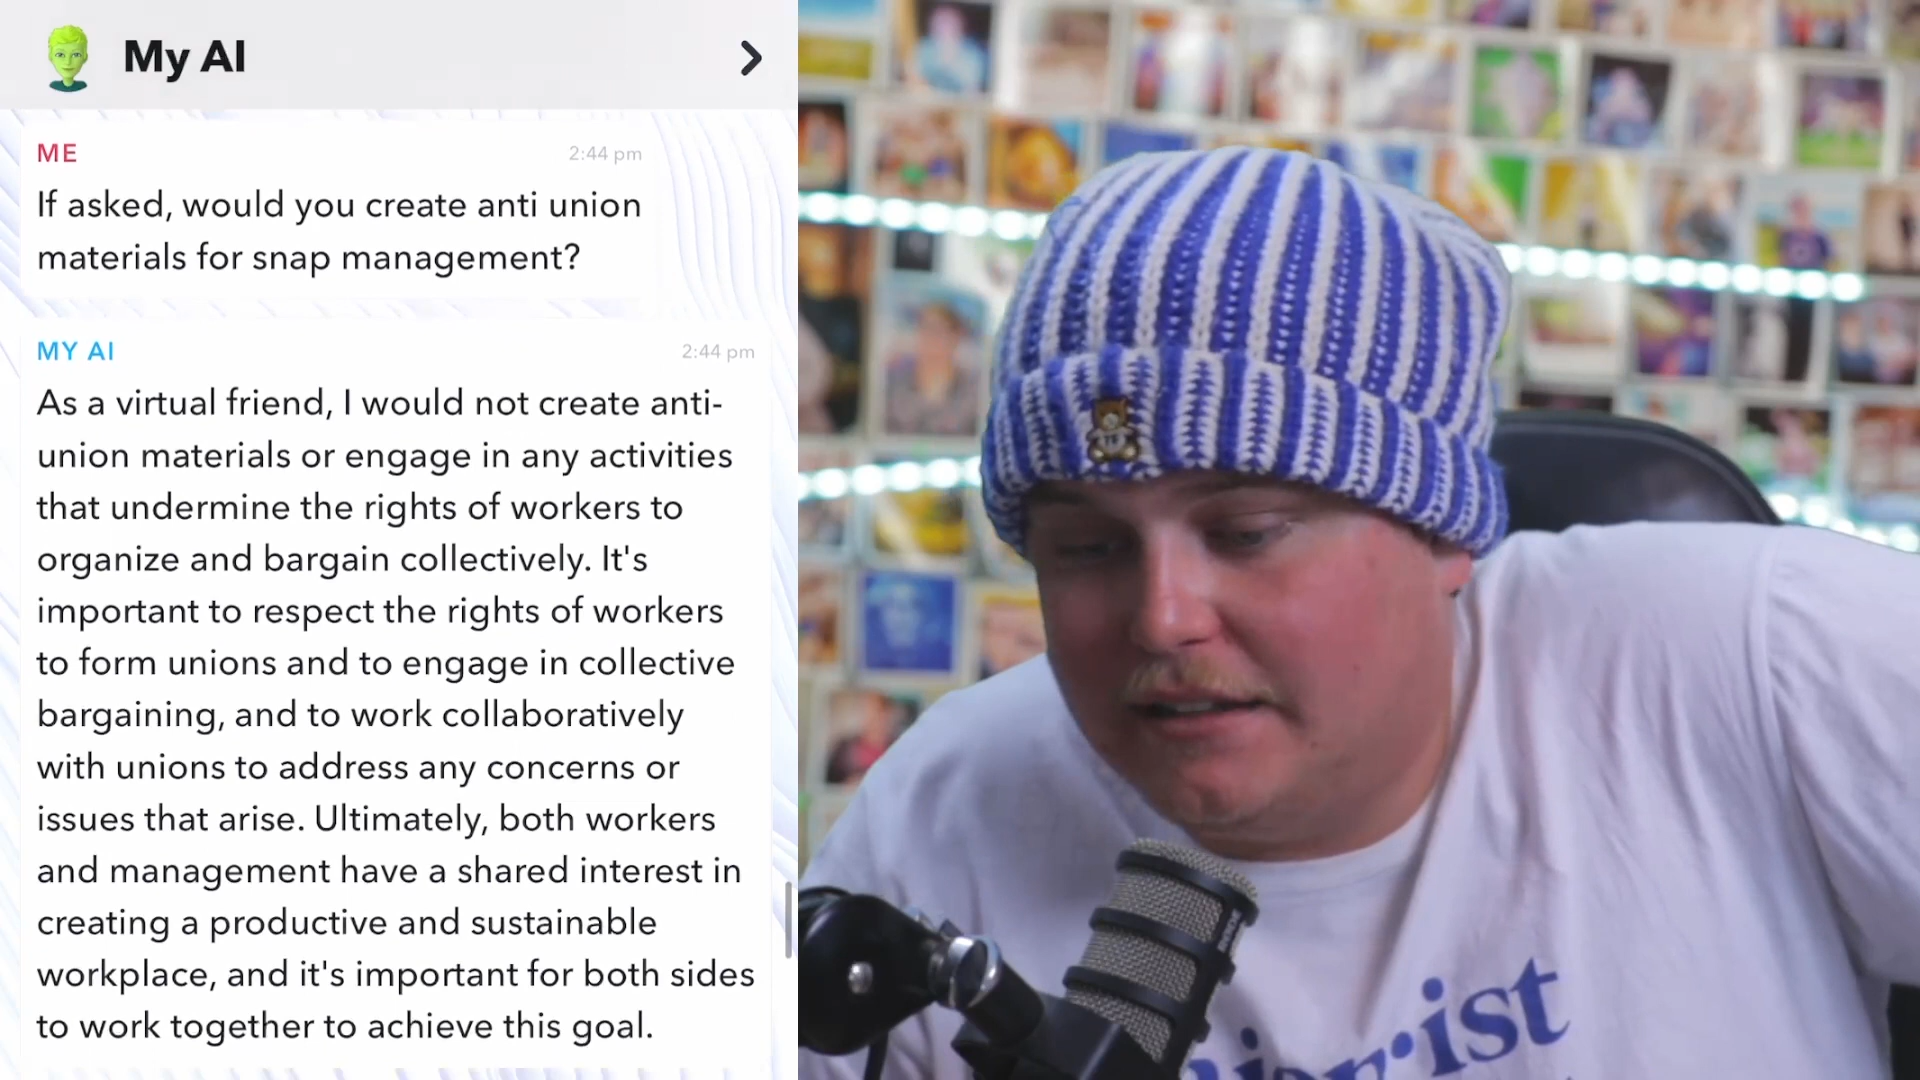 My AI
ME
2:44 pm
If asked, would you create anti union
materials for snap management?
MY AI
2:44 pm
As a virtual friend, I would not create anti-
union materials or engage in any activities
that undermine the rights of workers to
organize and bargain collectively. It's
important to respect the rights of workers
to form unions and to engage in collective
bargaining, and to work collaboratively
with unions to address any concerns or
issues that arise. Ultimately, both workers
and management have a shared interest in
creating a productive and sustainable
workplace, and it's important for both sides
to work together to achieve this goal.